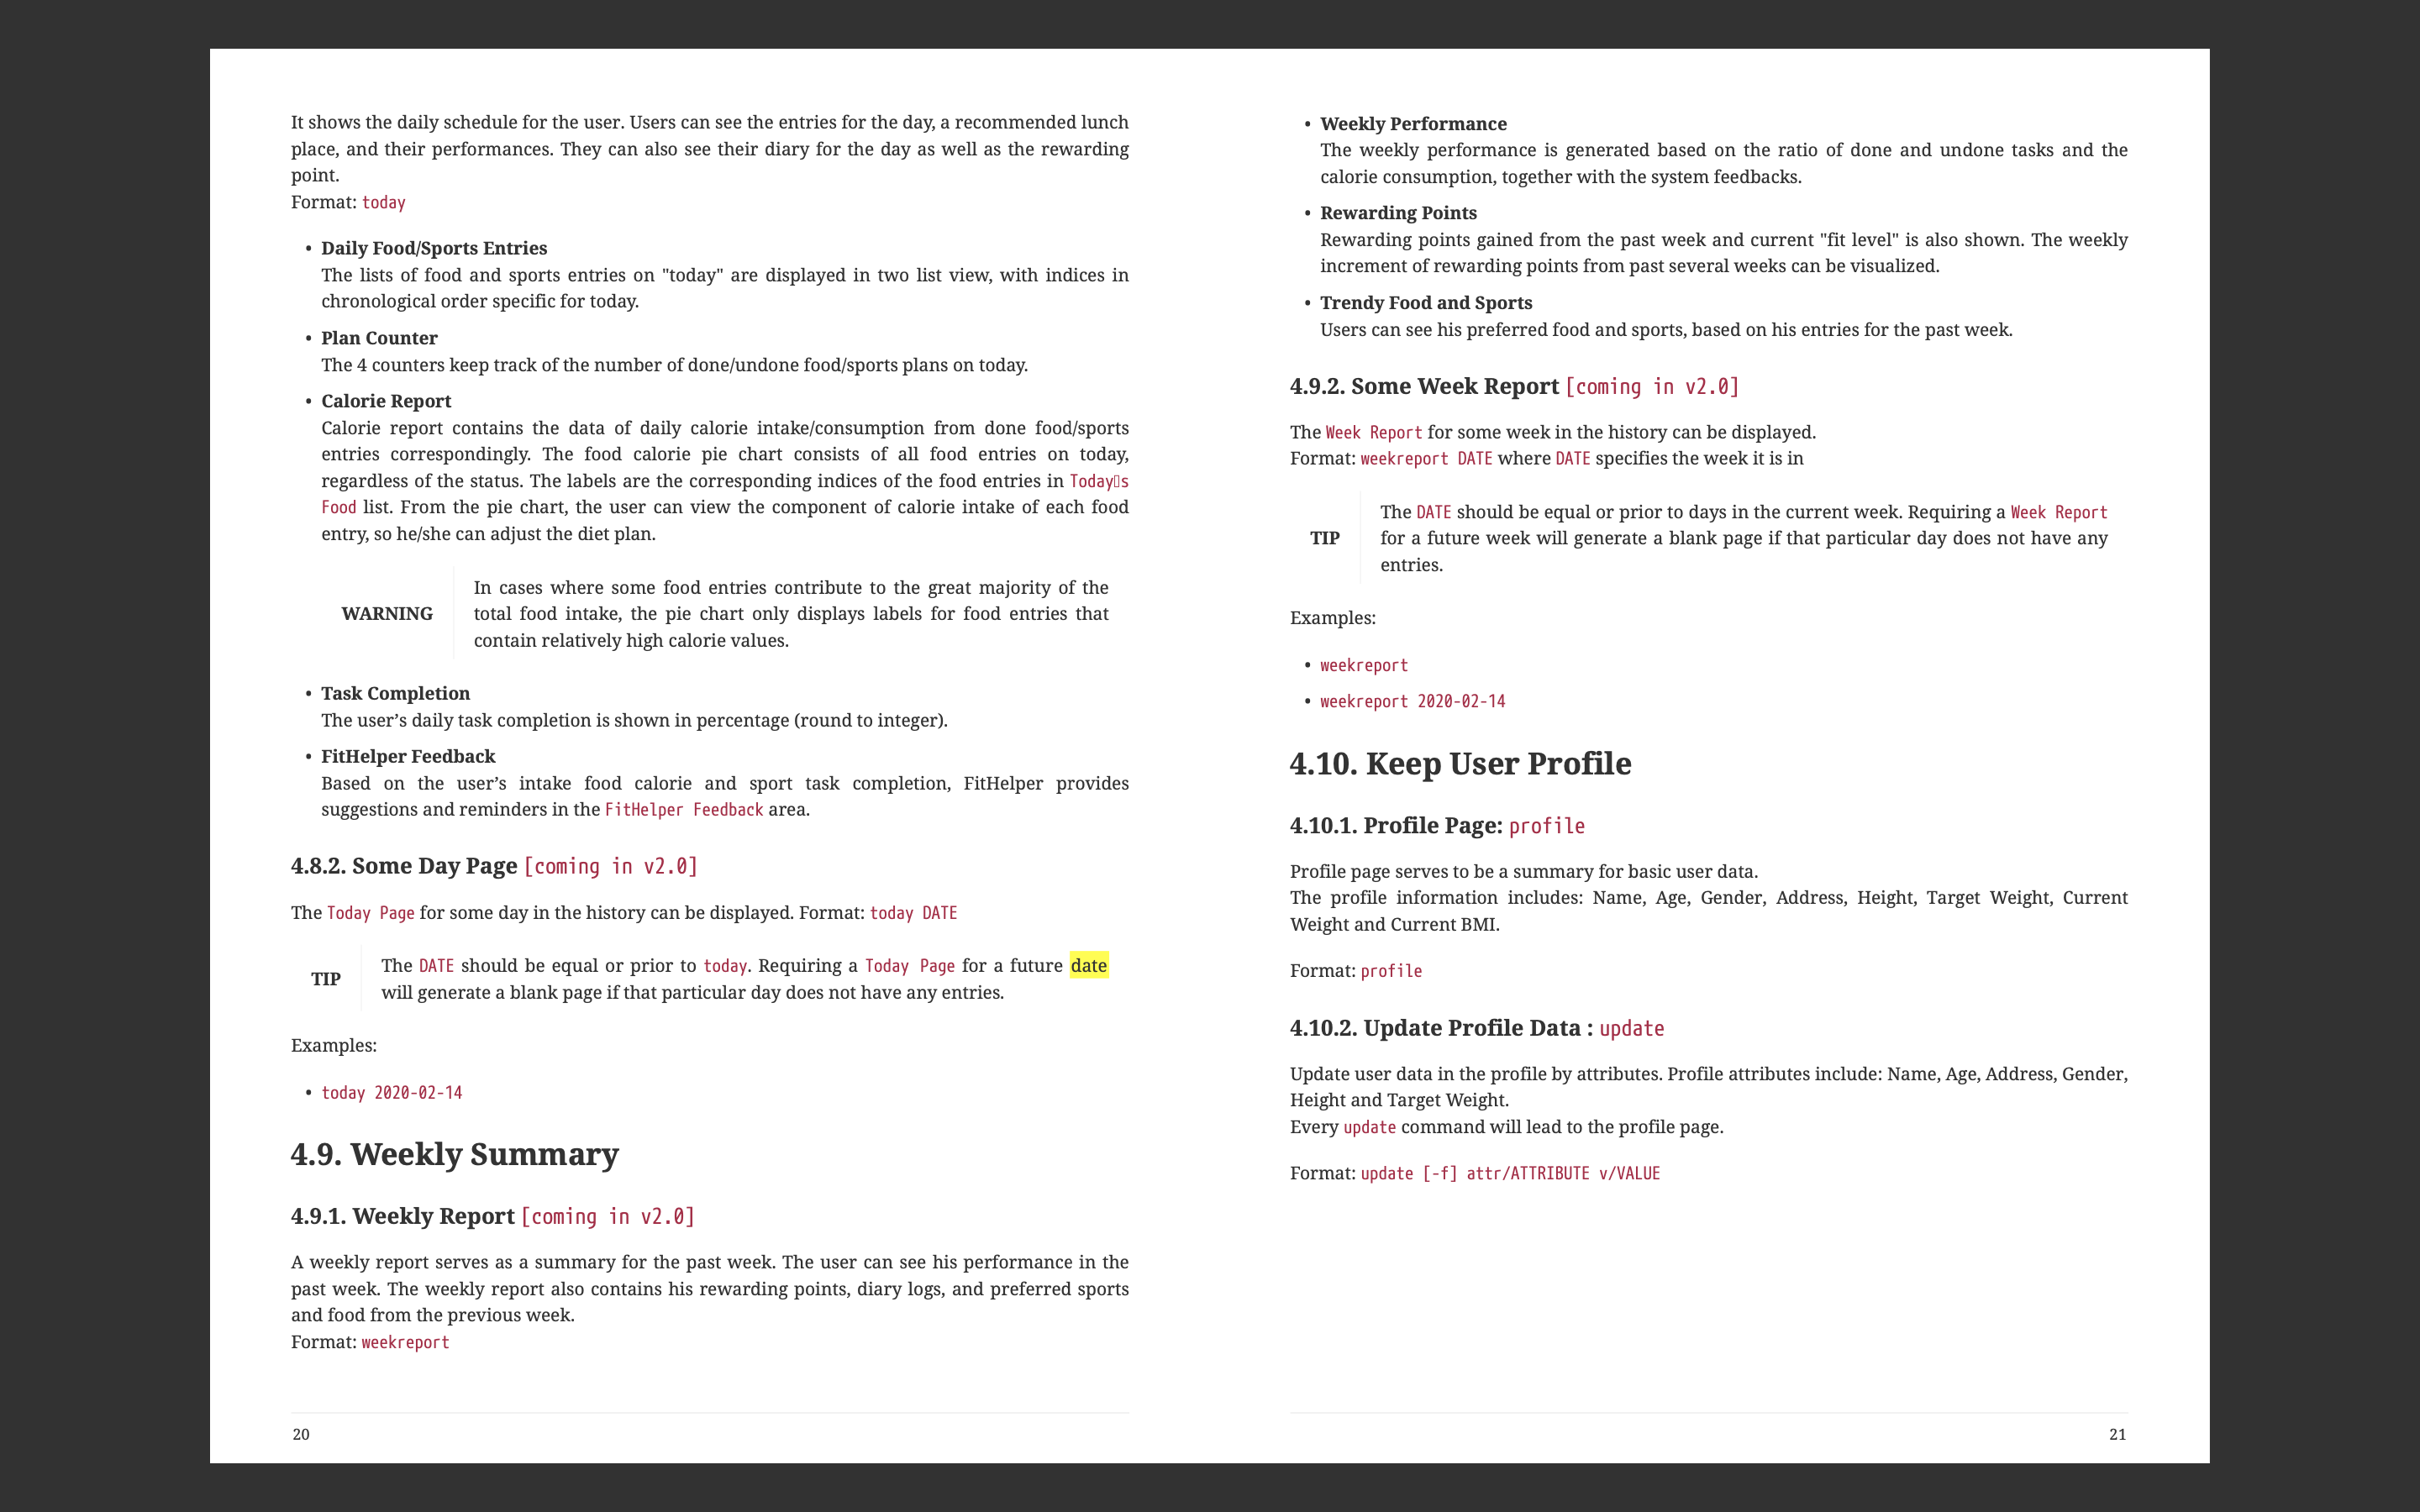 It shows the daily schedule for the user. Users can see the entries for the day, a recommended lunch
place, and their performances. They can also see their diary for the day as well as the rewarding
point.
Format: today
• Daily Food/Sports Entries
The lists of food and sports entries on "today" are displayed in two list view, with indices in
chronological order specific for today.
• Plan Counter
The 4 counters keep track of the number of done/undone food/sports plans on today.
• Calorie Report
Calorie report contains the data of daily calorie intake/consumption from done food/sports
entries correspondingly. The food calorie pie chart consists of all food entries on today,
regardless of the status. The labels are the corresponding indices of the food entries in Today▯s
Food list. From the pie chart, the user can view the component of calorie intake of each food
entry, so he/she can adjust the diet plan.
In cases where some food entries contribute to the great majority of the
WARNING total food intake, the pie chart only displays labels for food entries that
contain relatively high calorie values.
• Task Completion
The user’s daily task completion is shown in percentage (round to integer).
• FitHelper Feedback
Based on the user’s intake food calorie and sport task completion, FitHelper provides
suggestions and reminders in the FitHelper Feedback area.
4.8.2. Some Day Page [coming in v2.0]
The Today Page for some day in the history can be displayed. Format: today DATE
TIP
The DATE should be equal or prior to today. Requiring a Today Page for a future date
will generate a blank page if that particular day does not have any entries.
Examples:
• today 2020-02-14
4.9. Weekly Summary
4.9.1. Weekly Report [coming in v2.0]
A weekly report serves as a summary for the past week. The user can see his performance in the
past week. The weekly report also contains his rewarding points, diary logs, and preferred sports
and food from the previous week.
Format: weekreport
20
• Weekly Performance
The weekly performance is generated based on the ratio of done and undone tasks and the
calorie consumption, together with the system feedbacks.
• Rewarding Points
Rewarding points gained from the past week and current "fit level" is also shown. The weekly
increment of rewarding points from past several weeks can be visualized.
• Trendy Food and Sports
Users can see his preferred food and sports, based on his entries for the past week.
4.9.2. Some Week Report [coming in v2.0]
The Week Report for some week in the history can be displayed.
Format: weekreport DATE where DATE specifies the week it is in
The DATE should be equal or prior to days in the current week. Requiring a Week Report
TIP for a future week will generate a blank page if that particular day does not have any
entries.
Examples:
• weekreport
• weekreport 2020-02-14
4.10. Keep User Profile
4.10.1. Profile Page: profile
Profile page serves to be a summary for basic user data.
The profile information includes: Name, Age, Gender, Address, Height, Target Weight, Current
Weight and Current BMI.
Format: profile
4.10.2. Update Profile Data : update
Update user data in the profile by attributes. Profile attributes include: Name, Age, Address, Gender,
Height and Target Weight.
Every update command will lead to the profile page.
Format: update [-f] attr/ATTRIBUTE v/VALUE
21